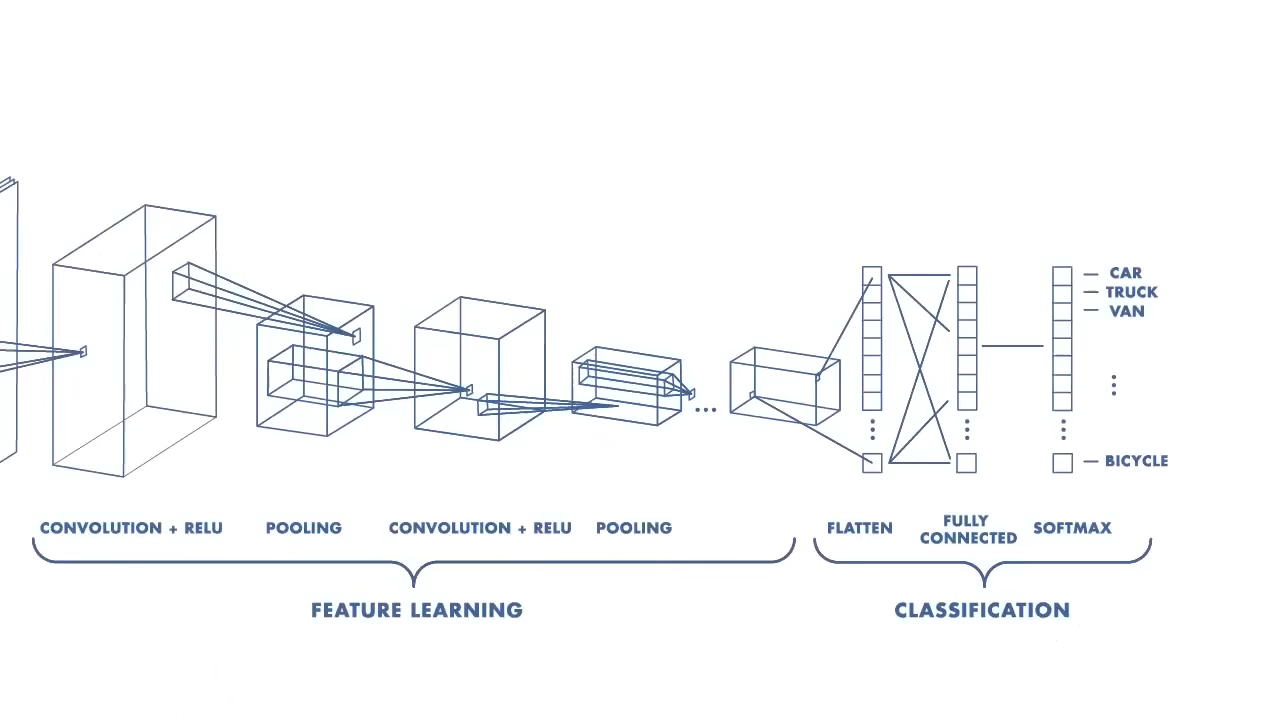 CAR
TRUCK
VAN
BICYCLE
CONVOLUTION + RELU
POOLING
CONVOLUTION + RELU
POOLING
FLATTEN
FULLY
CONNECTED
SOFTMAX
FEATURE LEARNING
CLASSIFICATION